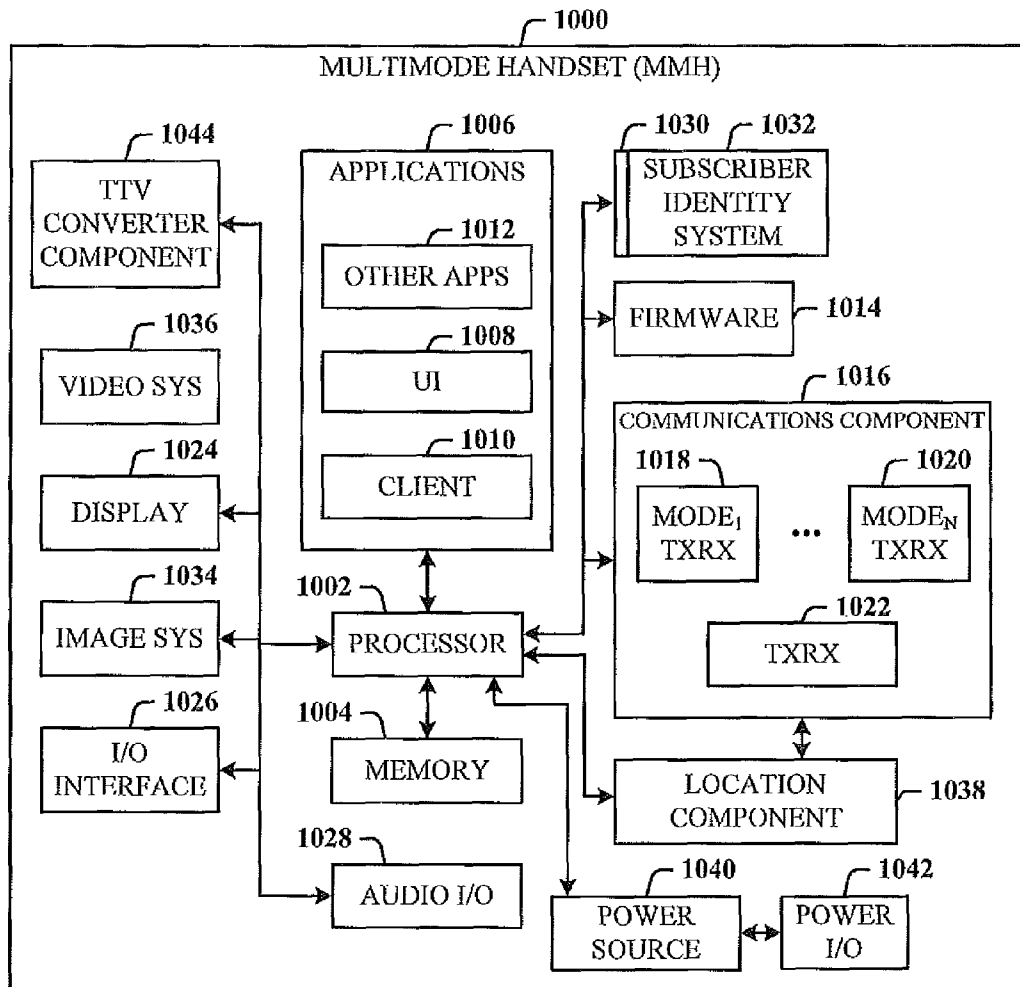 1000
MULTIMODE HANDSET (MMH)
1044
TTV
CONVERTER
COMPONENT
1036
VIDEO SYS
1024
DISPLAY
1034
IMAGE SYS
1026
I/O
INTERFACE
1006
APPLICATIONS
1012
OTHER APPS
1008
UI
1010
CLIENT
1002
PROCESSOR
1004
MEMORY
1028
AUDIO I/O
1030
1032
SUBSCRIBER
IDENTITY
SYSTEM
FIRMWARE
1014
1016
COMMUNICATIONS COMPONENT
1018
MODE1
TXRX
...
1020
MODEN
TXRX
1022
TXRX
LOCATION
COMPONENT
1038
1040
POWER
SOURCE
1042
POWER
I/O